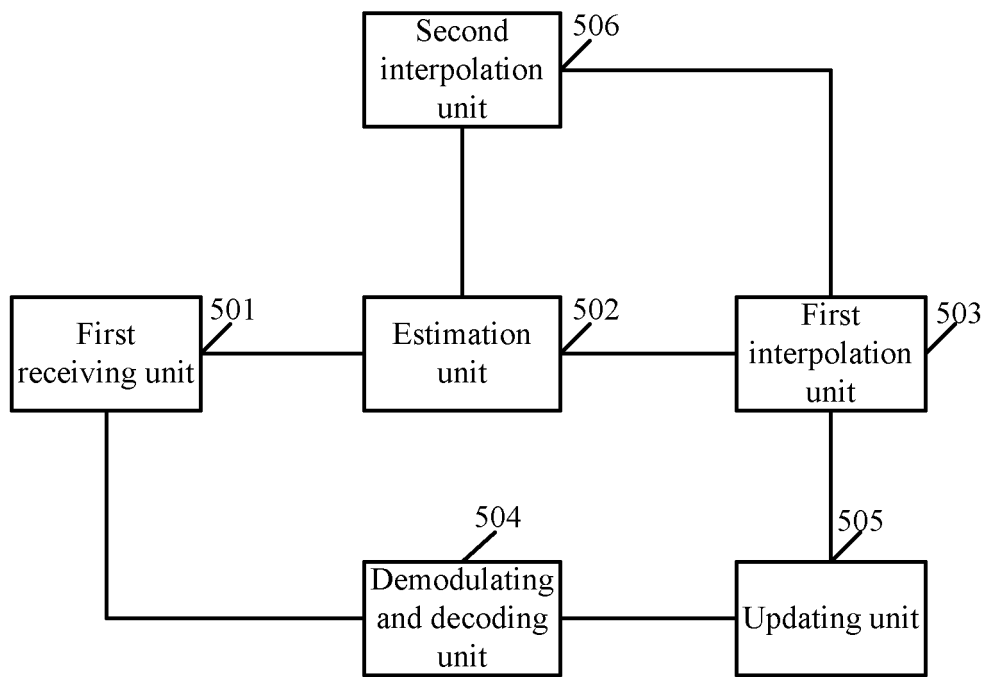 Second
interpolation
unit
506
First
receiving unit
501
Estimation
unit
502
First
interpolation
unit
503
Demodulating
and decoding
unit
504
Updating unit
505